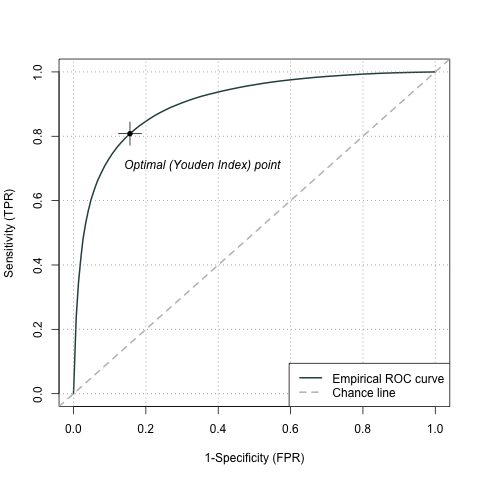 1.0
0.8
0.6
0.4
0.2
0.0
Sensitivity (TPR)
Optimal (Youden Index) point
Empirical ROC curve
Chance line
0.0 0.2 0.4 0.6 0.8 1.0
1-Specificity (FPR)